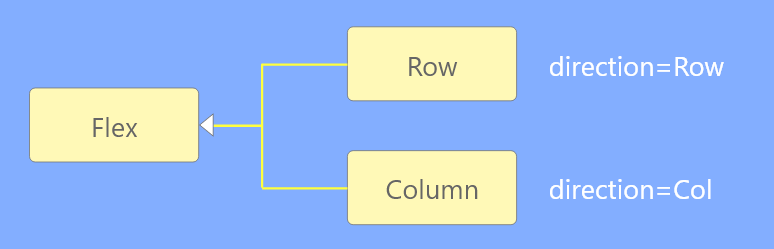 Row
direction=Row
Flex
Column
direction=Col